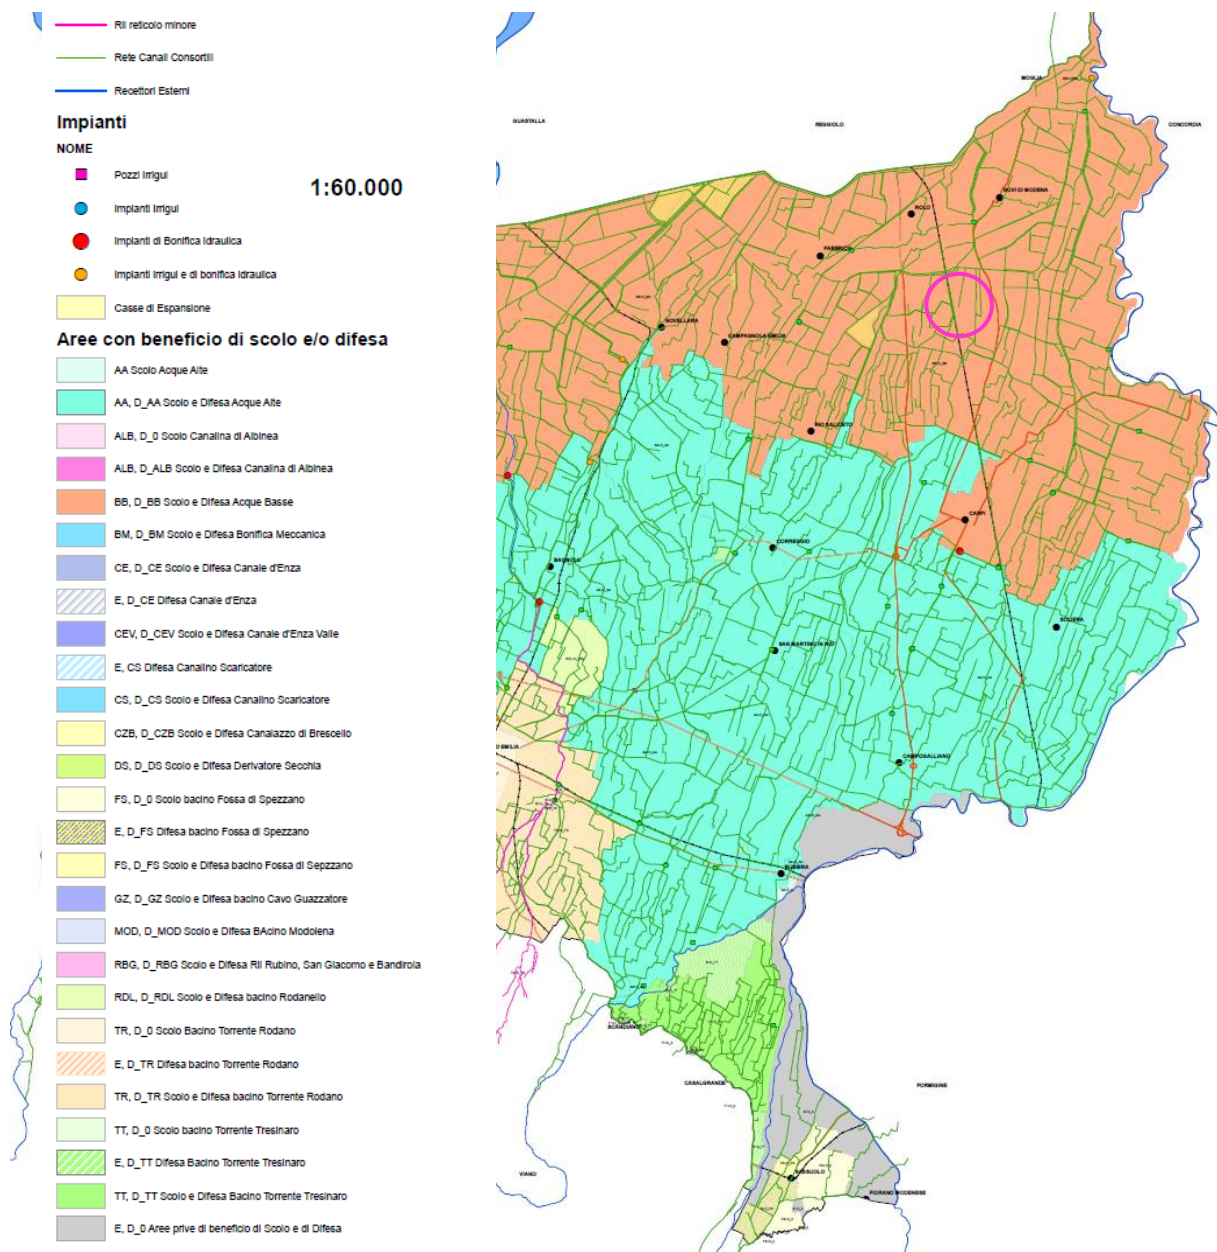 Rii reticolo minore
Rete Canali Consortili
Recettori Esterni
Impianti
NOME
Pozzi Irrigui
1:60.000
Impianti Irrigui
Impianti di Bonifica Idraulica
Impianti Irrigui e di bonifica idraulica
Casse di Espansione
Aree con beneficio di scolo e/o difesa
AA Scolo Acque Alte
AA, D_AA Scolo e Difesa Acque Alte
ALB, D_0 Scolo Canalina di Albinea
ALB, D_ALB Scolo e Difesa Canalina di Albinea
BB, D_BB Scolo e Difesa Acque Basse
BM, D_BM Scolo e Difesa Bonifica Meccanica
CE, D_CE Scolo e Difesa Canale d'Enza
E, D_CE Difesa Canale d'Enza
CEV, D_CEV Scolo e Difesa Canale d'Enza Valle
E, CS Difesa Canalino Scaricatore
CS, D_CS Scolo e Difesa Canalino Scaricatore
CZB, D_CZB Scolo e Difesa Canalazzo di Brescello
DS, D_DS Scolo e Difesa Derivatore Secchia
FS, D_0 Scolo bacino Fossa di Spezzano
E, D_FS Difesa bacino Fossa di Spezzano
FS, D_FS Scolo e Difesa bacino Fossa di Sepzzano
GZ, D_GZ Scolo e Difesa bacino Cavo Guazzatore
MOD, D_MOD Scolo e Difesa BAcino Modolena
RBG, D_RBG Scolo e Difesa Rii Rubino, San Giacomo e Bandirola
RDL, D_RDL Scolo e Difesa bacino Rodanello
TR, D_0 Scolo Bacino Torrente Rodano
E, D_TR Difesa bacino Torrente Rodano
TR, D_TR Scolo e Difesa bacino Torrente Rodano
TT, D_0 Scolo bacino Torrente Tresinaro
E, D_TT Difesa Bacino Torrente Tresinaro
TT, D_TT Scolo e Difesa Bacino Torrente Tresinaro
E, D_0 Aree prive di beneficio di Scolo e di Difesa
MOGLIA
GUASTALLA
REGGIOLO
CONCORDIA
NOVI DI MODENA
ROLO
FABBRICO
NOVELLARA
CAMPAGNOLA EMILIA
RIO SALICETO
CARPI
CORREGGIO
BAGNOLO
SOLIERA
SAN MARTINO IN RIO
O EMILIA
CAMPOGALLIANO
RUBIERA
SCANDIANO
CASALGRANDE
FORMIGINE
VIANO
SASSUOLO
FIORANO MODENESE